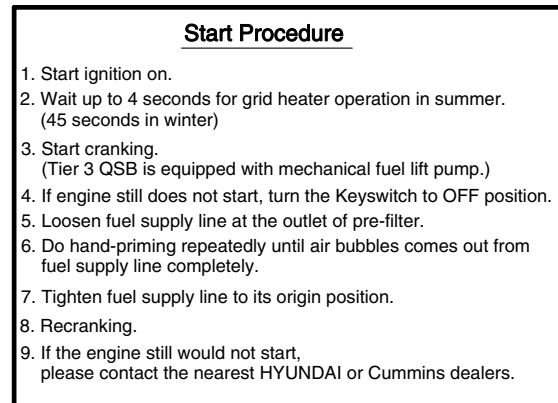 Start Procedure
1. Start ignition on.
2. Wait up to 4 seconds for grid heater operation in summer.
(45 seconds in winter)
3. Start cranking.
(Tier 3 QSB is equipped with mechanical fuel lift pump.)
4. If engine still does not start, turn the Keyswitch to OFF position.
5. Loosen fuel supply line at the outlet of pre-filter.
6. Do hand-priming repeatedly until air bubbles comes out from
fuel supply line completely.
7. Tighten fuel supply line to its origin position.
8. Recranking.
9. If the engine still would not start,
please contact the nearest HYUNDAI or Cummins dealers.